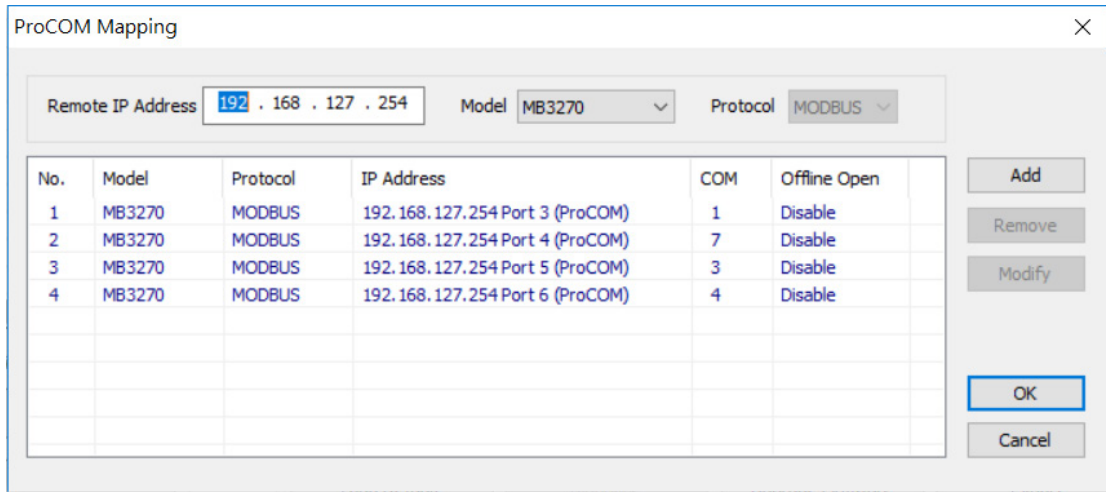 ProCOM Mapping
Remote IP Address 192 . 168 . 127 . 254 Model MB3270 Protocol MODBUS
No. Model Protocol IP Address COM Offline Open
1 MB3270 MODBUS 192.168.127.254 Port 3 (ProCOM) 1 Disable
2 MB3270 MODBUS 192.168.127.254 Port 4 (ProCOM) 7 Disable
3 MB3270 MODBUS 192.168.127.254 Port 5 (ProCOM) 3 Disable
4 MB3270 MODBUS 192.168.127.254 Port 6 (ProCOM) 4 Disable
Add
Remove
Modify
OK
Cancel